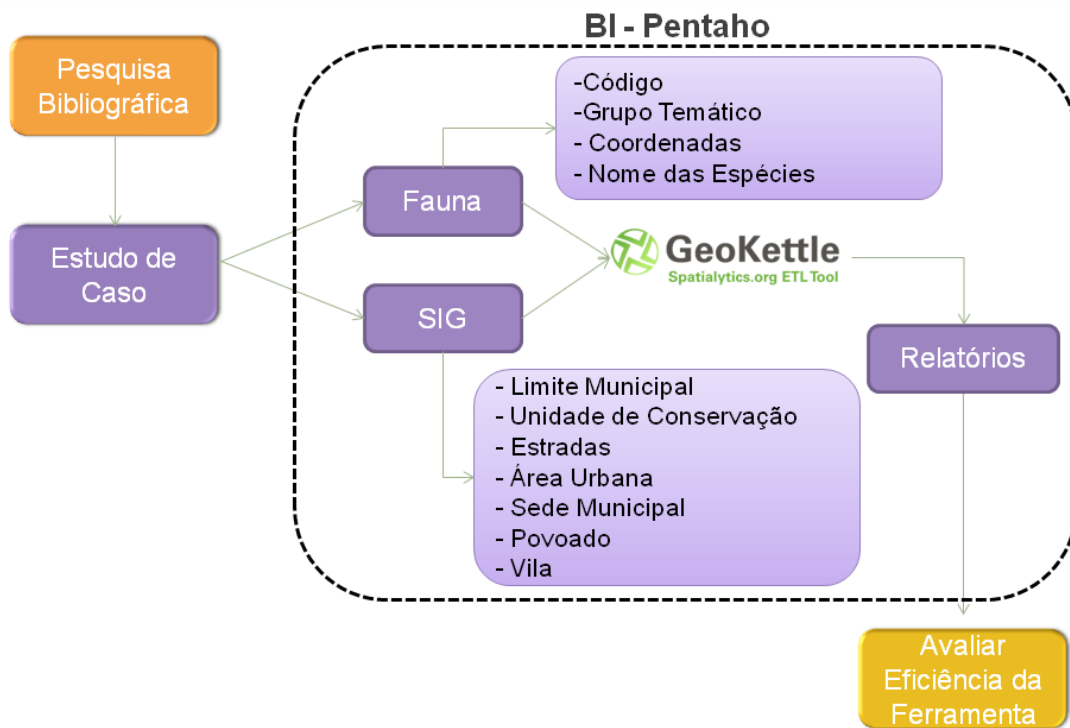 BI - Pentaho
Pesquisa
Bibliográfica
-Código
-Grupo Temático
- Coordenadas
- Nome das Espécies
Fauna
Estudo de
Caso
GeoKettle
Spatialytics.org ETL Tool
SIG
Relatórios
- Limite Municipal
- Unidade de Conservação
- Estradas
- Área Urbana
- Sede Municipal
- Povoado
- Vila
Avaliar
Eficiência da
Ferramenta